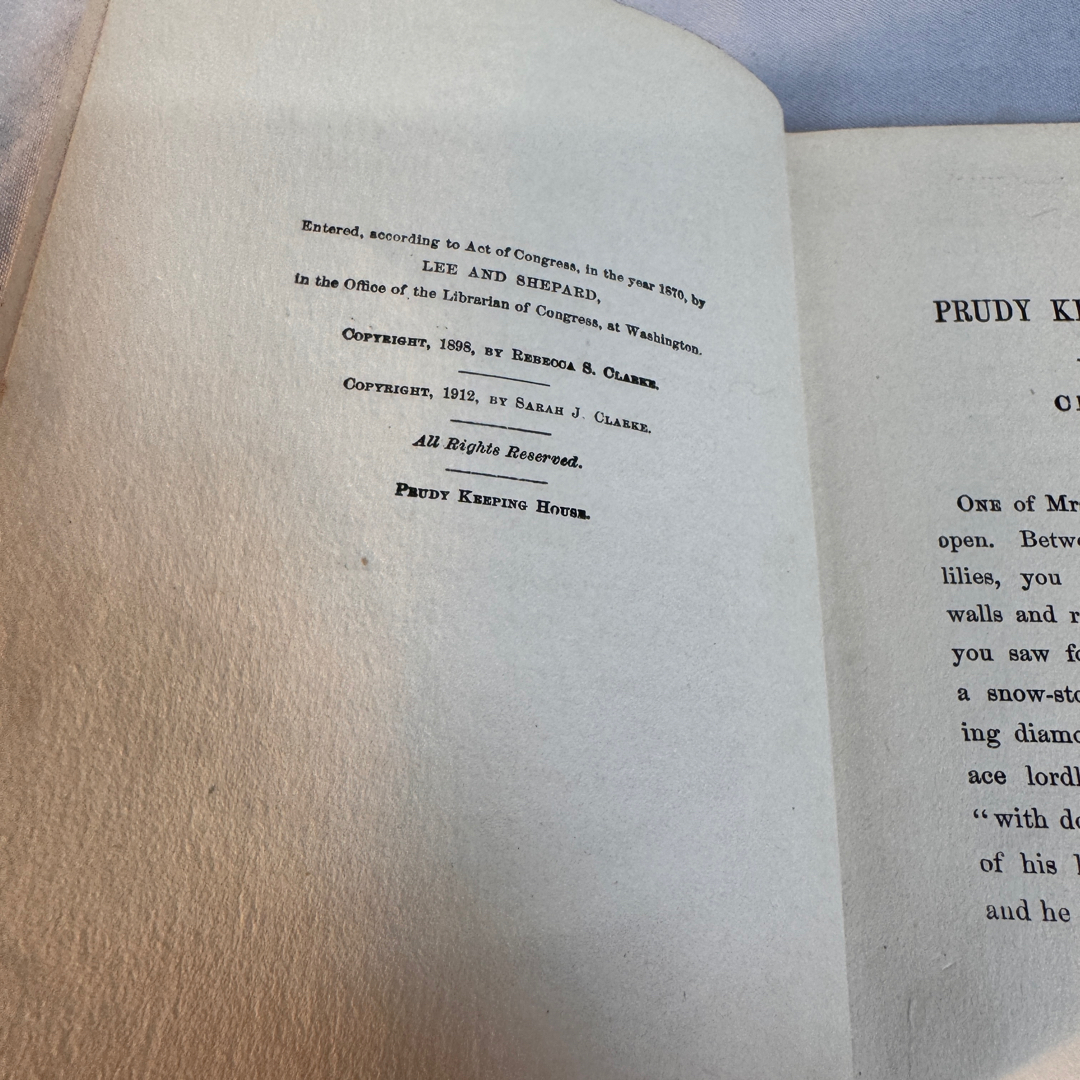 Entered, according to Act of Congress, in the year 1870, by
LEE AND SHEPARD,
in the Office of the Librarian of Congress, at Washington.
COPYRIGHT, 1898, BY REBECCA S. CLARKE.
COPYRIGHT, 1912, BY SARAH J. CLARKE.
All Rights Reserved.
PRUDY KEEPING HOUSE.
PRUDY
ONE of
open.
lilies, you
walls and
you saw
a
ing
ace
“with
of his
and he